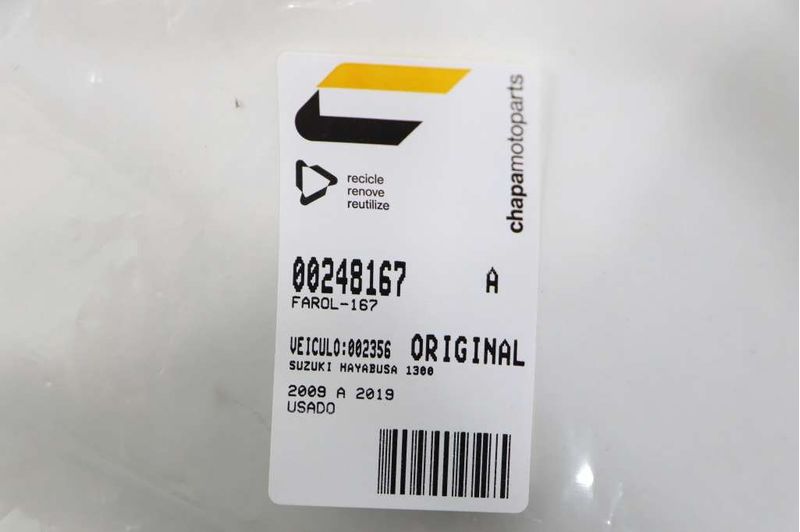 chapamotoparts
recicle
renove
reutilize
00248167 A
FAROL-167
VEICULO:002356 ORIGINAL
SUZUKI HAYABUSA 1300
2009 A 2019
USADO